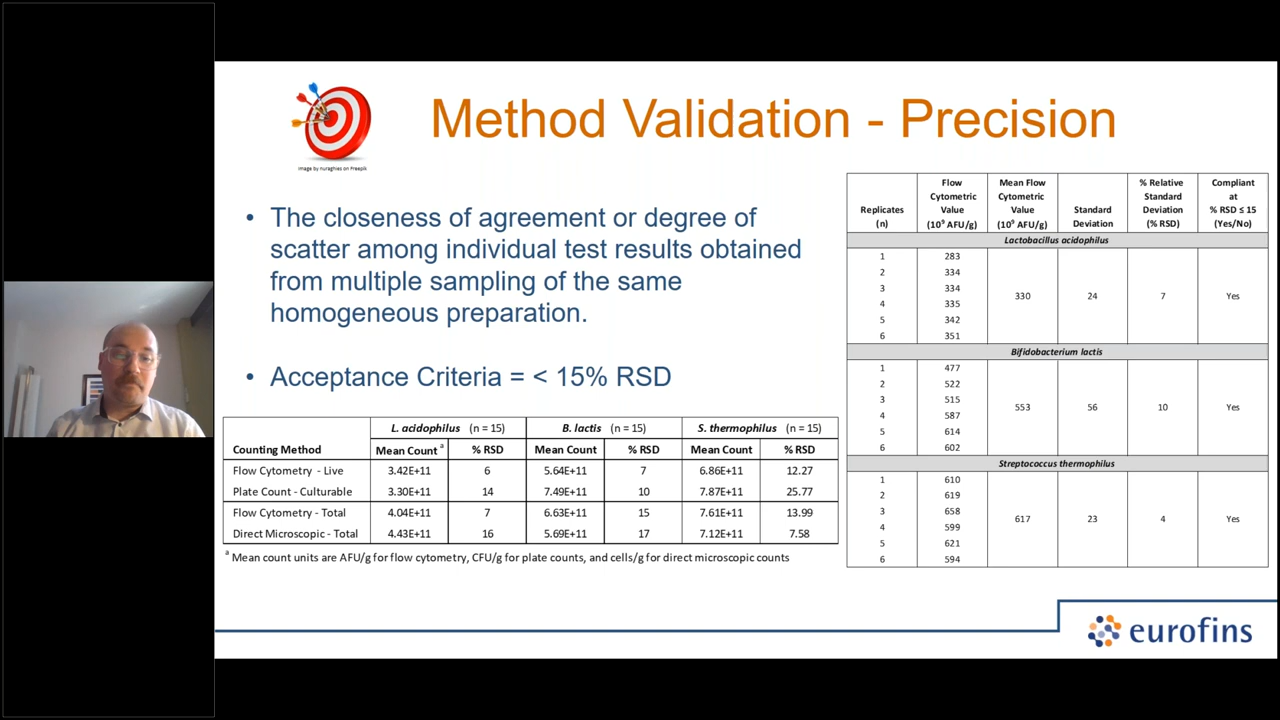 Method Validation - Precision
Image by nuraghies on Freepik
• The closeness of agreement or degree of
scatter among individual test results obtained
from multiple sampling of the same
homogeneous preparation.
• Acceptance Criteria = < 15% RSD
L. acidophilus (n = 15) B. lactis (n = 15) S. thermophilus (n = 15)
Counting Method Mean Count a % RSD Mean Count % RSD Mean Count % RSD
Flow Cytometry - Live 3.42E+11 6 5.64E+11 7 6.86E+11 12.27
Plate Count - Culturable 3.30E+11 14 7.49E+11 10 7.87E+11 25.77
Flow Cytometry - Total 4.04E+11 7 6.63E+11 15 7.61E+11 13.99
Direct Microscopic - Total 4.43E+11 16 5.69E+11 17 7.12E+11 7.58
a Mean count units are AFU/g for flow cytometry, CFU/g for plate counts, and cells/g for direct microscopic counts
Flow Mean Flow % Relative Compliant
Cytometric Cytometric Standard at
Replicates Value Value Standard Deviation % RSD ≤ 15
(n) (10⁹ AFU/g) (10⁹ AFU/g) Deviation (% RSD) (Yes/No)
Lactobacillus acidophilus
1 283
2 334
3 334
330 24 7 Yes
4 335
5 342
6 351
Bifidobacterium lactis
1 477
2 522
3 515
553 56 10 Yes
4 587
5 614
6 602
Streptococcus thermophilus
1 610
2 619
3 658
617 23 4 Yes
4 599
5 621
6 594
eurofins